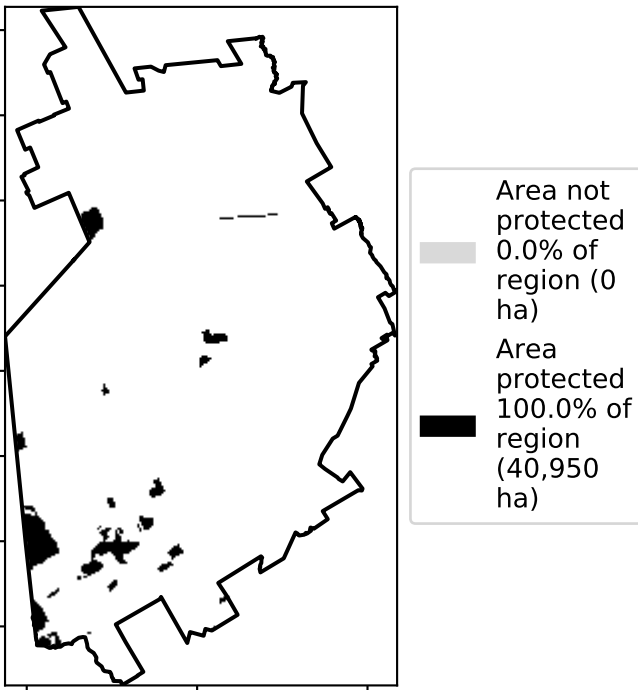 Area not
protected
0.0% of
region (0
ha)
Area
protected
100.0% of
region
(40,950
ha)